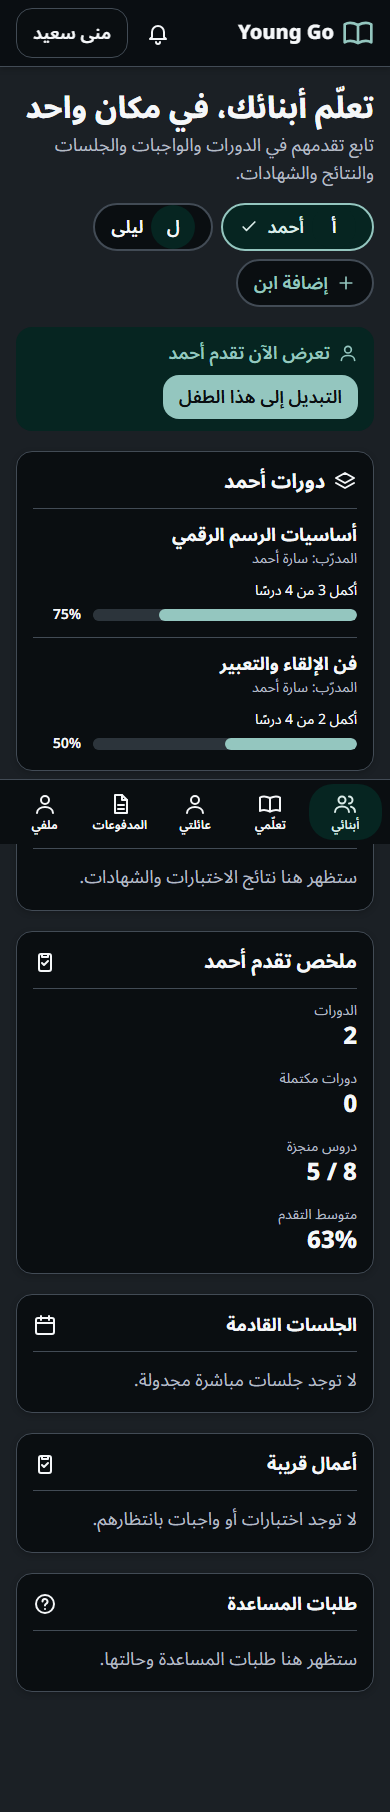 Young Go
منى سعيد
تعلّم أبنائك، في مكان واحد
تابع تقدمهم في الدورات والواجبات والجلسات
والنتائج والشهادات.
أ أحمد
ل ليلى
إضافة ابن
تعرض الآن تقدم أحمد
التبديل إلى هذا الطفل
دورات أحمد
أساسيات الرسم الرقمي
المدرّب: سارة أحمد
أكمل 3 من 4 درسًا
75%
فن الإلقاء والتعبير
المدرّب: سارة أحمد
أكمل 2 من 4 درسًا
50%
أبنائي
تعلّمي
عائلتي
المدفوعات
ملفي
ستظهر هنا نتائج الاختبارات والشهادات.
ملخص تقدم أحمد
الدورات
2
دورات مكتملة
0
دروس منجزة
5 / 8
متوسط التقدم
63%
الجلسات القادمة
لا توجد جلسات مباشرة مجدولة.
أعمال قريبة
لا توجد اختبارات أو واجبات بانتظارهم.
طلبات المساعدة
ستظهر هنا طلبات المساعدة وحالتها.